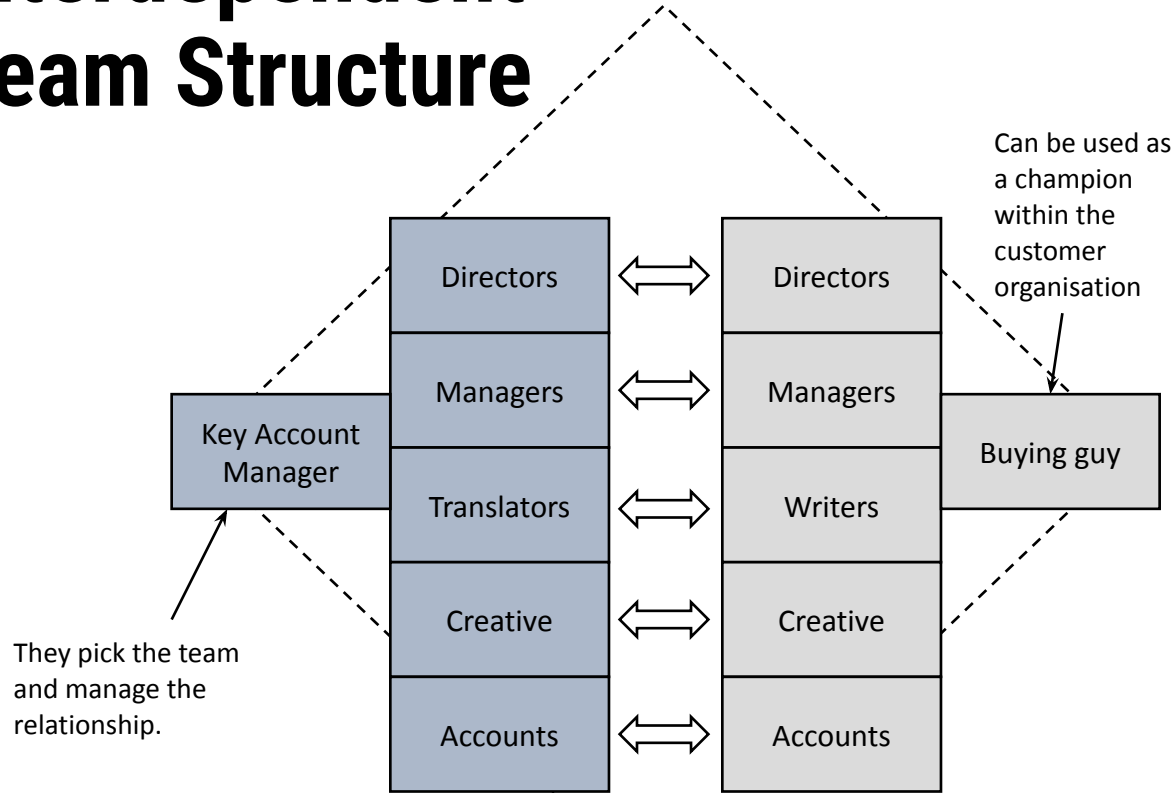 Team Structure
Can be used as
a champion
within the
customer
organisation
Directors
Directors
Managers
Managers
Key Account
Manager
Buying guy
Translators
Writers
Creative
Creative
They pick the team
and manage the
relationship.
Accounts
Accounts